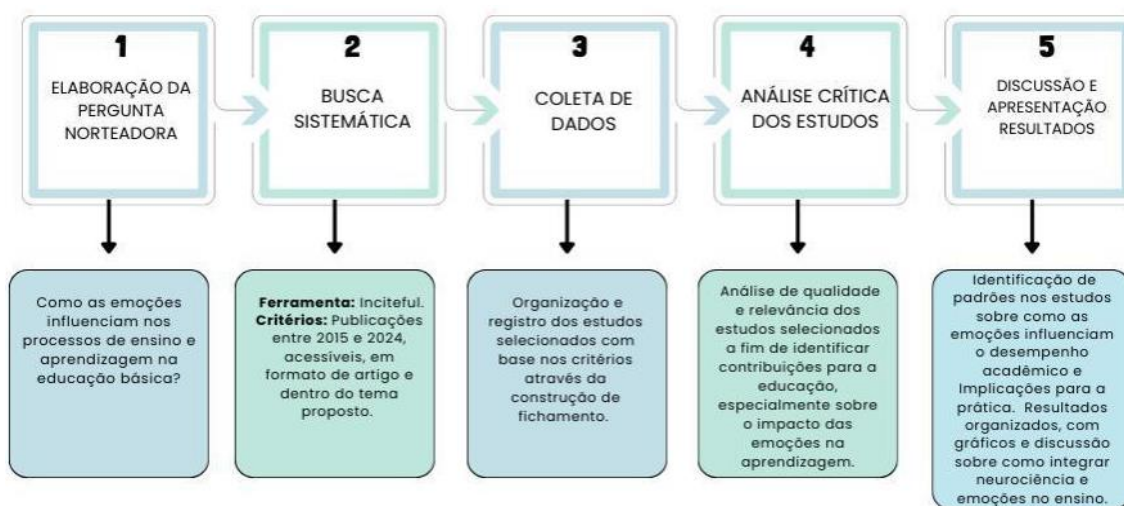 1
ELABORAÇÃO DA
PERGUNTA
NORTEADORA
2
BUSCA
SISTEMÁTICA
3
COLETA DE
DADOS
4
ANÁLISE CRÍTICA
DOS ESTUDOS
5
DISCUSSÃO E
APRESENTAÇÃO
RESULTADOS
Como as emoções
influenciam nos
processos de ensino e
aprendizagem na
educação básica?
Ferramenta: Inciteful.
Critérios: Publicações
entre 2015 e 2024,
acessíveis, em
formato de artigo e
dentro do tema
proposto.
Organização e
registro dos estudos
selecionados com
base nos critérios
através da
construção de
fichamento.
Análise de qualidade
e relevância dos
estudos selecionados
a fim de identificar
contribuições para a
educação,
especialmente sobre
o impacto das
emoções na
aprendizagem.
Identificação de
padrões nos estudos
sobre como as
emoções influenciam
o desempenho
acadêmico e
Implicações para a
prática. Resultados
organizados, com
gráficos e discussão
sobre como integrar
neurociência e
emoções no ensino.